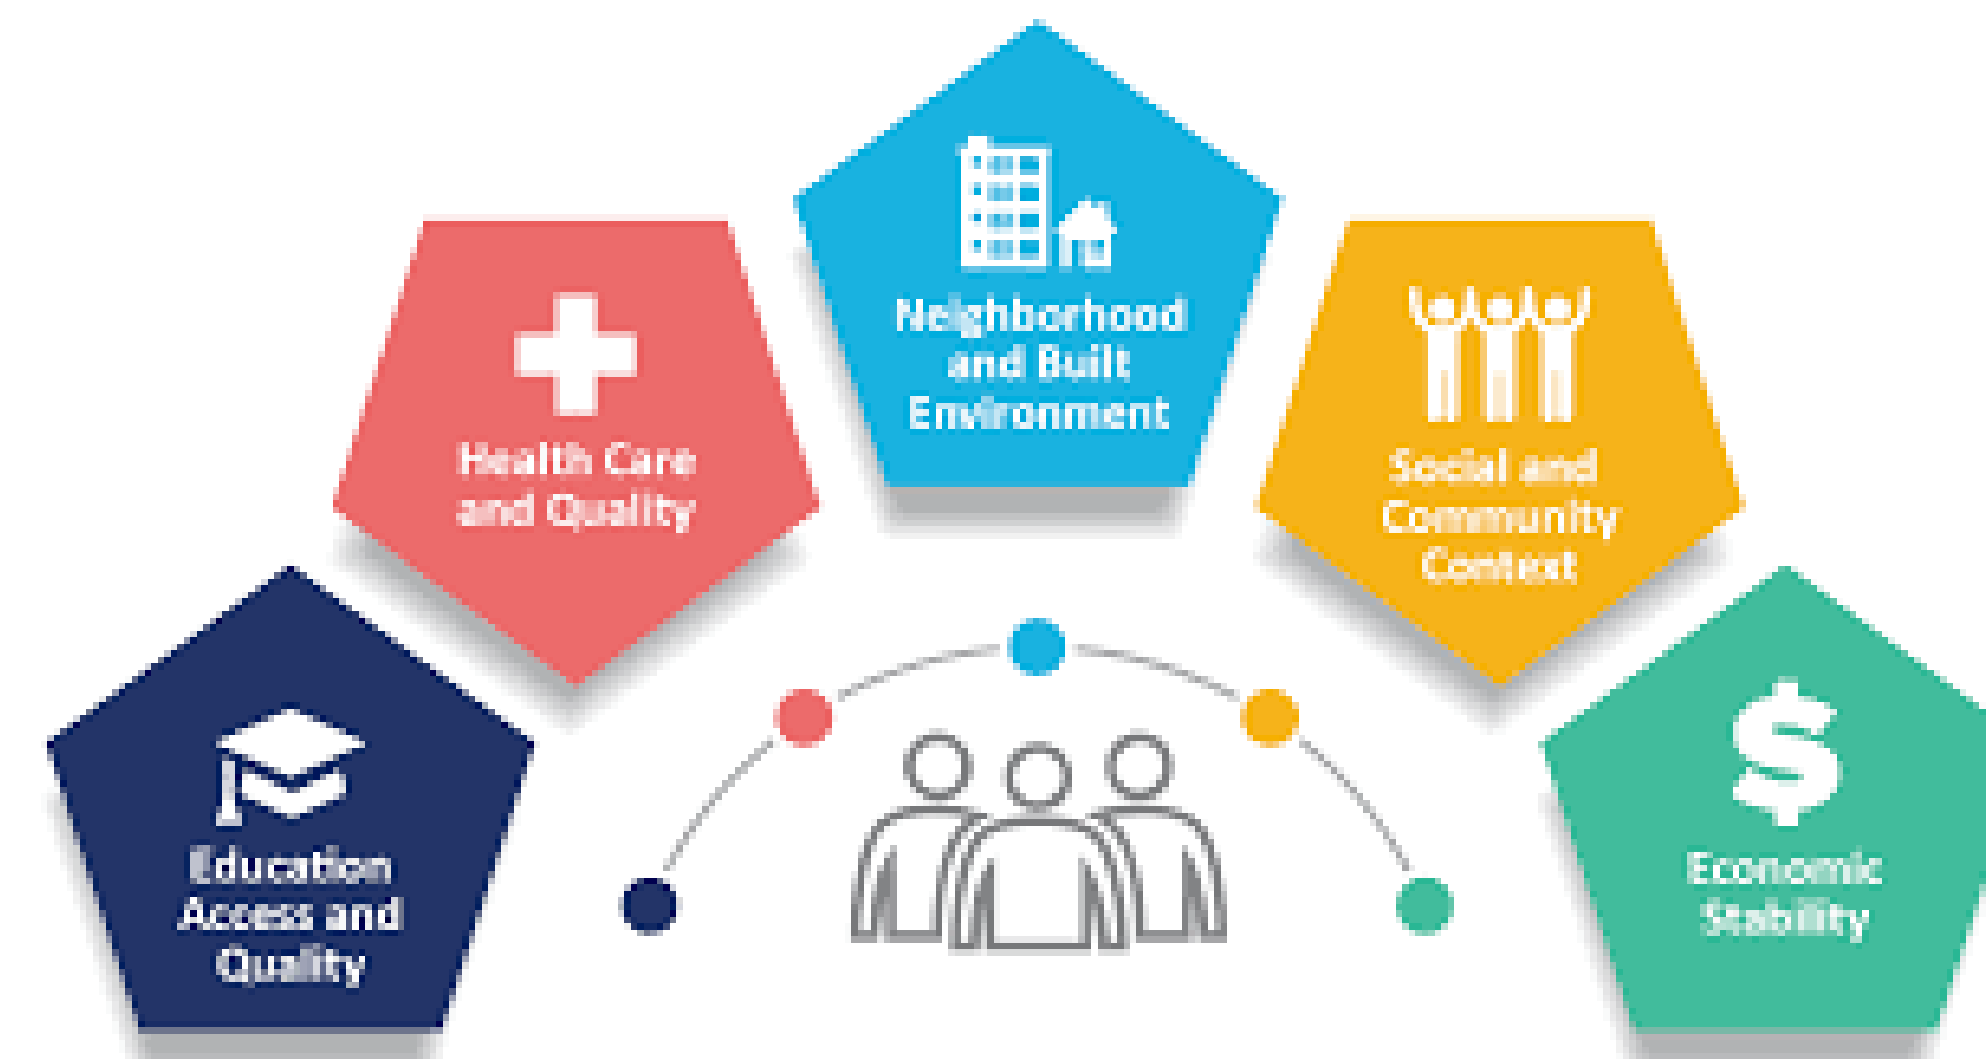 Neighborhood
and Built
Environment
Health Care
and Quality
Social and
Community
Context
Education
Access and
Quality
Economic
Stability